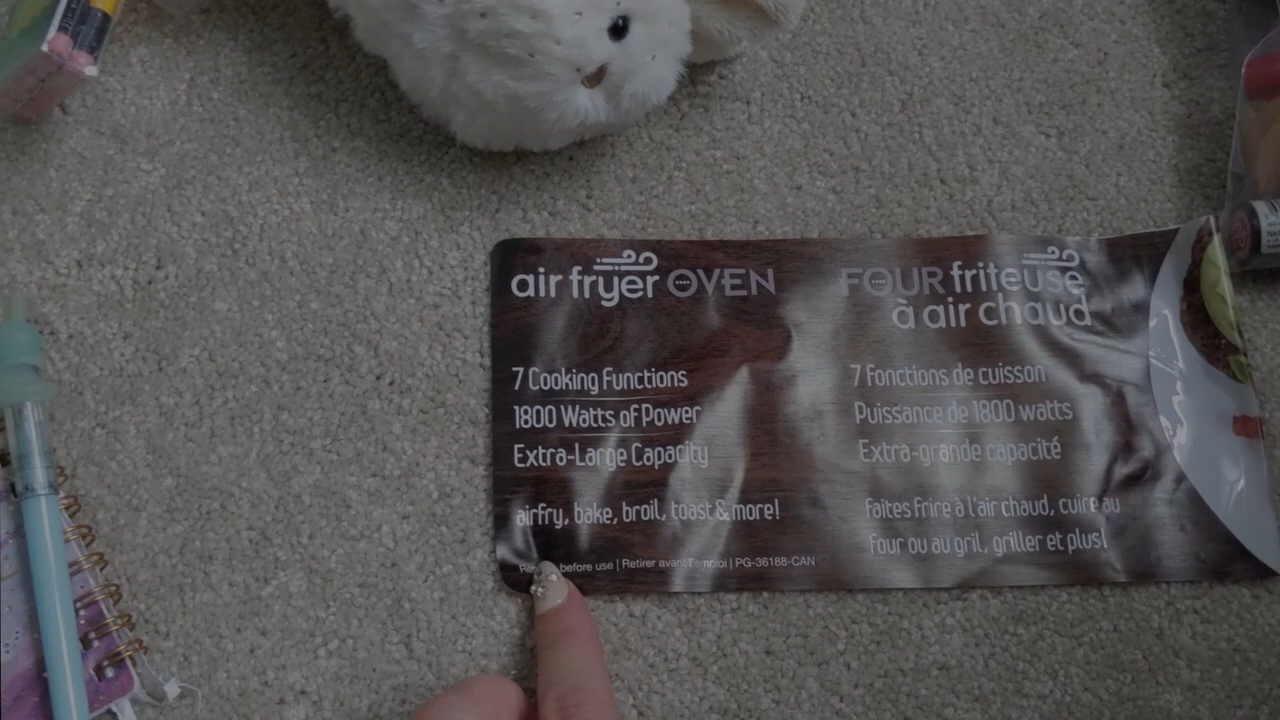 air fryer OVEN
7 Cooking Functions
1800 Watts of Power
Extra-Large Capacity
airfry, bake, broil, toast & more!
FOUR friteuse
à air chaud
7 Fonctions de cuisson
Puissance de 1800 watts
Extra-grande capacité
Faites frire à l'air chaud, cuire au
four ou au gril, griller et plus!
before use | Retirer avant l'emploi | PG-36188-CAN